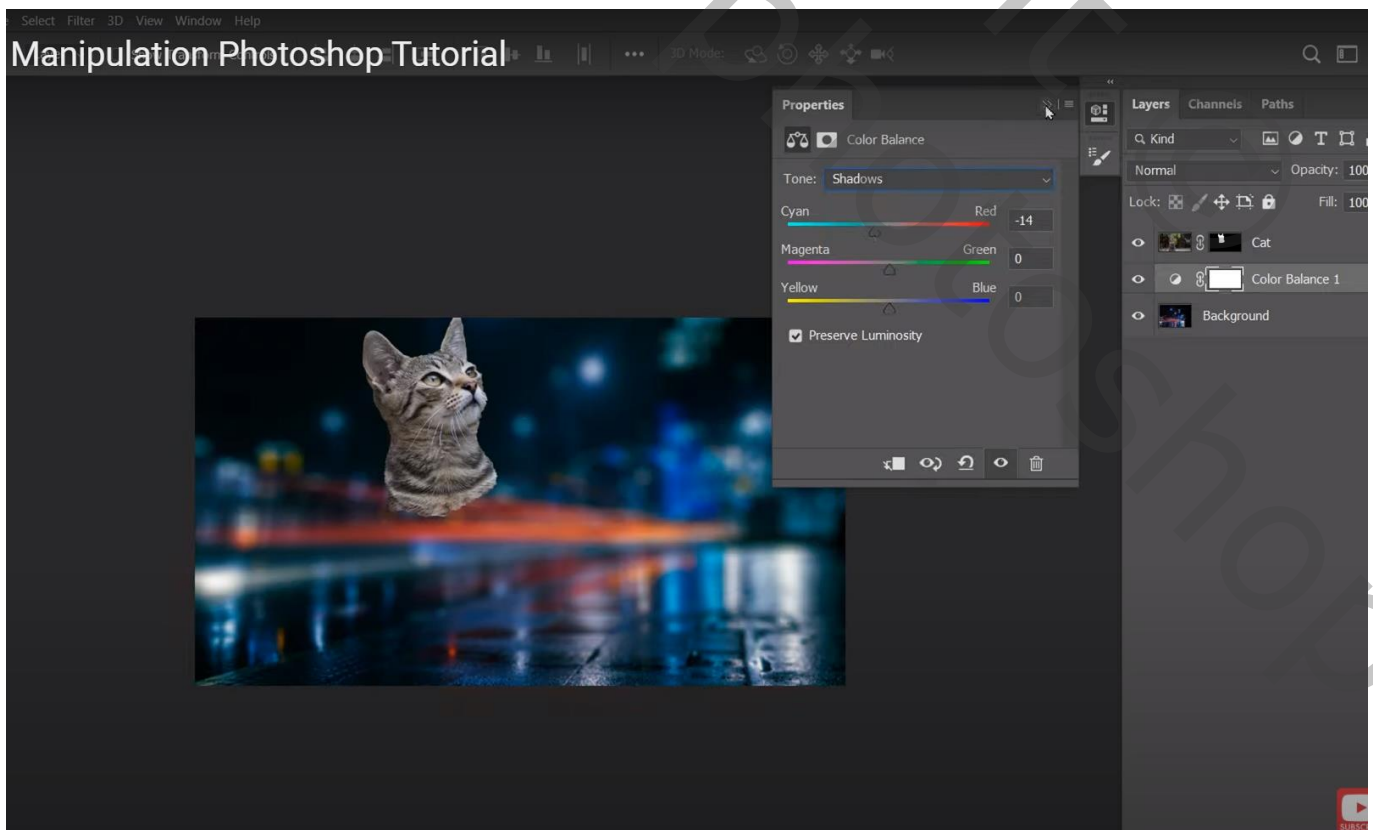 Select Filter 3D View Window Help
Manipulation Photoshop Tutorial
3D Mode:
Properties
Color Balance
Tone: Shadows
Cyan Red -14
Magenta Green 0
Yellow Blue 0
Preserve Luminosity
Layers Channels Paths
Kind
Normal Opacity: 100
Lock: Fill: 100
Cat
Color Balance 1
Background
Photoshop